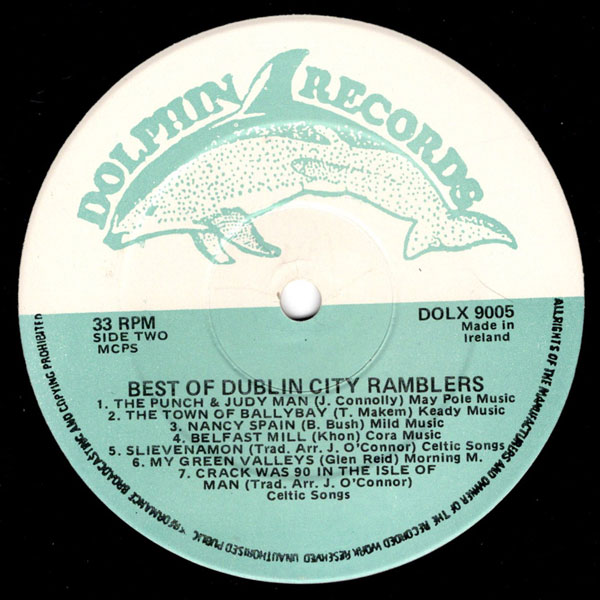 DOLPHIN RECORDS
33 RPM
SIDE TWO
MCPS
DOLX 9005
Made in
Ireland
BEST OF DUBLIN CITY RAMBLERS
1. THE PUNCH & JUDY MAN (J. Connolly) May Pole Music
2. THE TOWN OF BALLYBAY (T. Makem) Keady Music
3. NANCY SPAIN (B. Bush) Mild Music
4. BELFAST MILL (Khon) Cora Music
5. SLIEVENAMON (Trad. Arr. J. O'Connor) Celtic Songs
6. MY GREEN VALLEYS (Glen Reid) Morning M.
7. CRACK WAS 90 IN THE ISLE OF
MAN (Trad. Arr. J. O'Connor)
Celtic Songs
ALL RIGHTS OF THE MANUFACTURERS AND OWNER OF THE RECORDED WORK RESERVED UNAUTHORISED PUBLIC PERFORMANCE BROADCASTING AND COPYING PROHIBITED